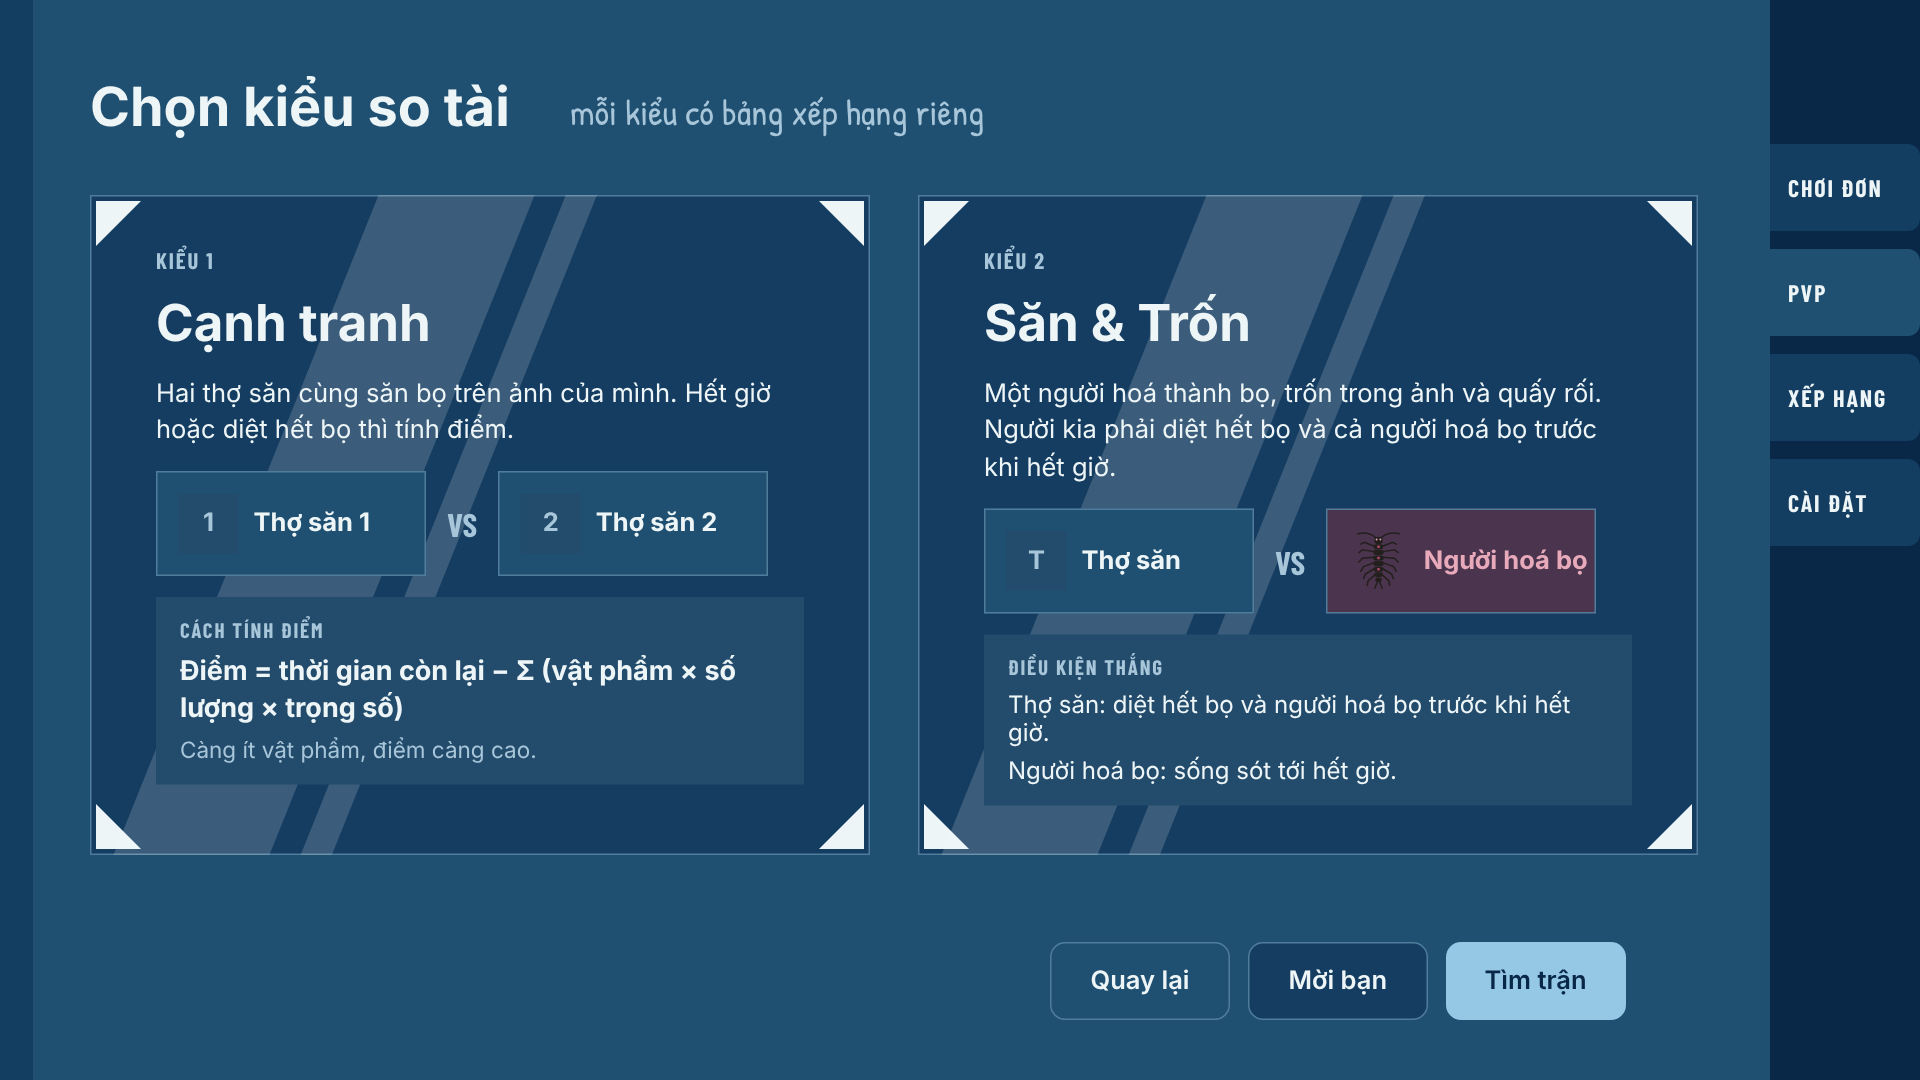 Chọn kiểu so tài
mỗi kiểu có bảng xếp hạng riêng
KIỂU 1
Cạnh tranh
Hai thợ săn cùng săn bọ trên ảnh của mình. Hết giờ
hoặc diệt hết bọ thì tính điểm.
1 Thợ săn 1 VS 2 Thợ săn 2
CÁCH TÍNH ĐIỂM
Điểm = thời gian còn lại − Σ (vật phẩm × số
lượng × trọng số)
Càng ít vật phẩm, điểm càng cao.
KIỂU 2
Săn & Trốn
Một người hoá thành bọ, trốn trong ảnh và quấy rối.
Người kia phải diệt hết bọ và cả người hoá bọ trước
khi hết giờ.
T Thợ săn VS Người hoá bọ
ĐIỀU KIỆN THẮNG
Thợ săn: diệt hết bọ và người hoá bọ trước khi hết
giờ.
Người hoá bọ: sống sót tới hết giờ.
Quay lại
Mời bạn
Tìm trận
CHƠI ĐƠN
PVP
XẾP HẠNG
CÀI ĐẶT